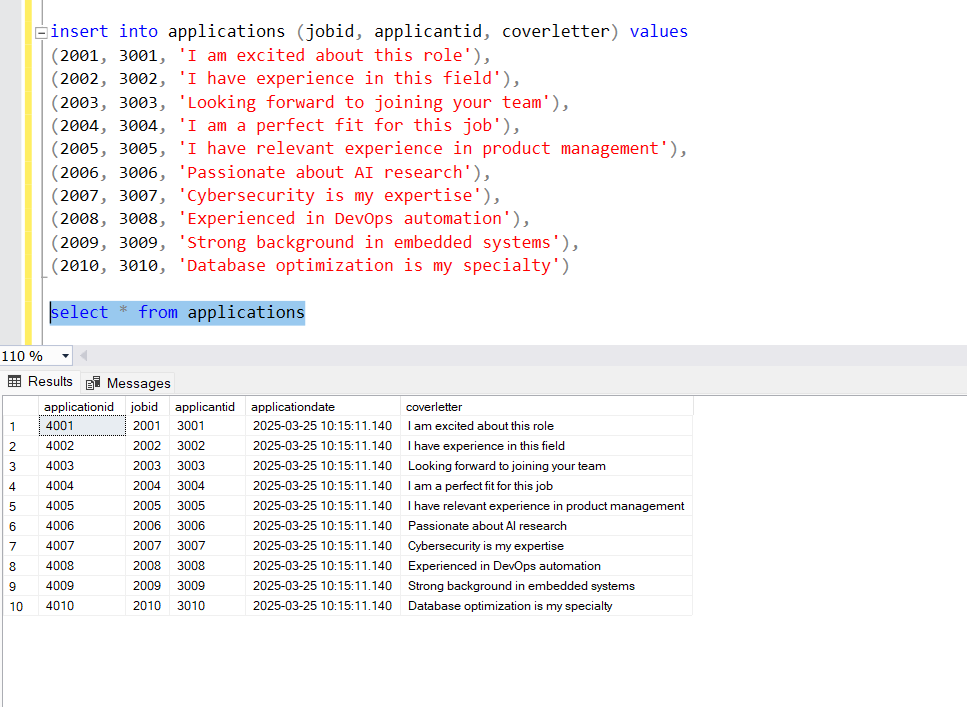 insert into applications (jobid, applicantid, coverletter) values
(2001, 3001, 'I am excited about this role'),
(2002, 3002, 'I have experience in this field'),
(2003, 3003, 'Looking forward to joining your team'),
(2004, 3004, 'I am a perfect fit for this job'),
(2005, 3005, 'I have relevant experience in product management'),
(2006, 3006, 'Passionate about AI research'),
(2007, 3007, 'Cybersecurity is my expertise'),
(2008, 3008, 'Experienced in DevOps automation'),
(2009, 3009, 'Strong background in embedded systems'),
(2010, 3010, 'Database optimization is my specialty')
select * from applications
110 %
Results Messages
applicationid jobid applicantid applicationdate coverletter
1 4001 2001 3001 2025-03-25 10:15:11.140 I am excited about this role
2 4002 2002 3002 2025-03-25 10:15:11.140 I have experience in this field
3 4003 2003 3003 2025-03-25 10:15:11.140 Looking forward to joining your team
4 4004 2004 3004 2025-03-25 10:15:11.140 I am a perfect fit for this job
5 4005 2005 3005 2025-03-25 10:15:11.140 I have relevant experience in product management
6 4006 2006 3006 2025-03-25 10:15:11.140 Passionate about AI research
7 4007 2007 3007 2025-03-25 10:15:11.140 Cybersecurity is my expertise
8 4008 2008 3008 2025-03-25 10:15:11.140 Experienced in DevOps automation
9 4009 2009 3009 2025-03-25 10:15:11.140 Strong background in embedded systems
10 4010 2010 3010 2025-03-25 10:15:11.140 Database optimization is my specialty